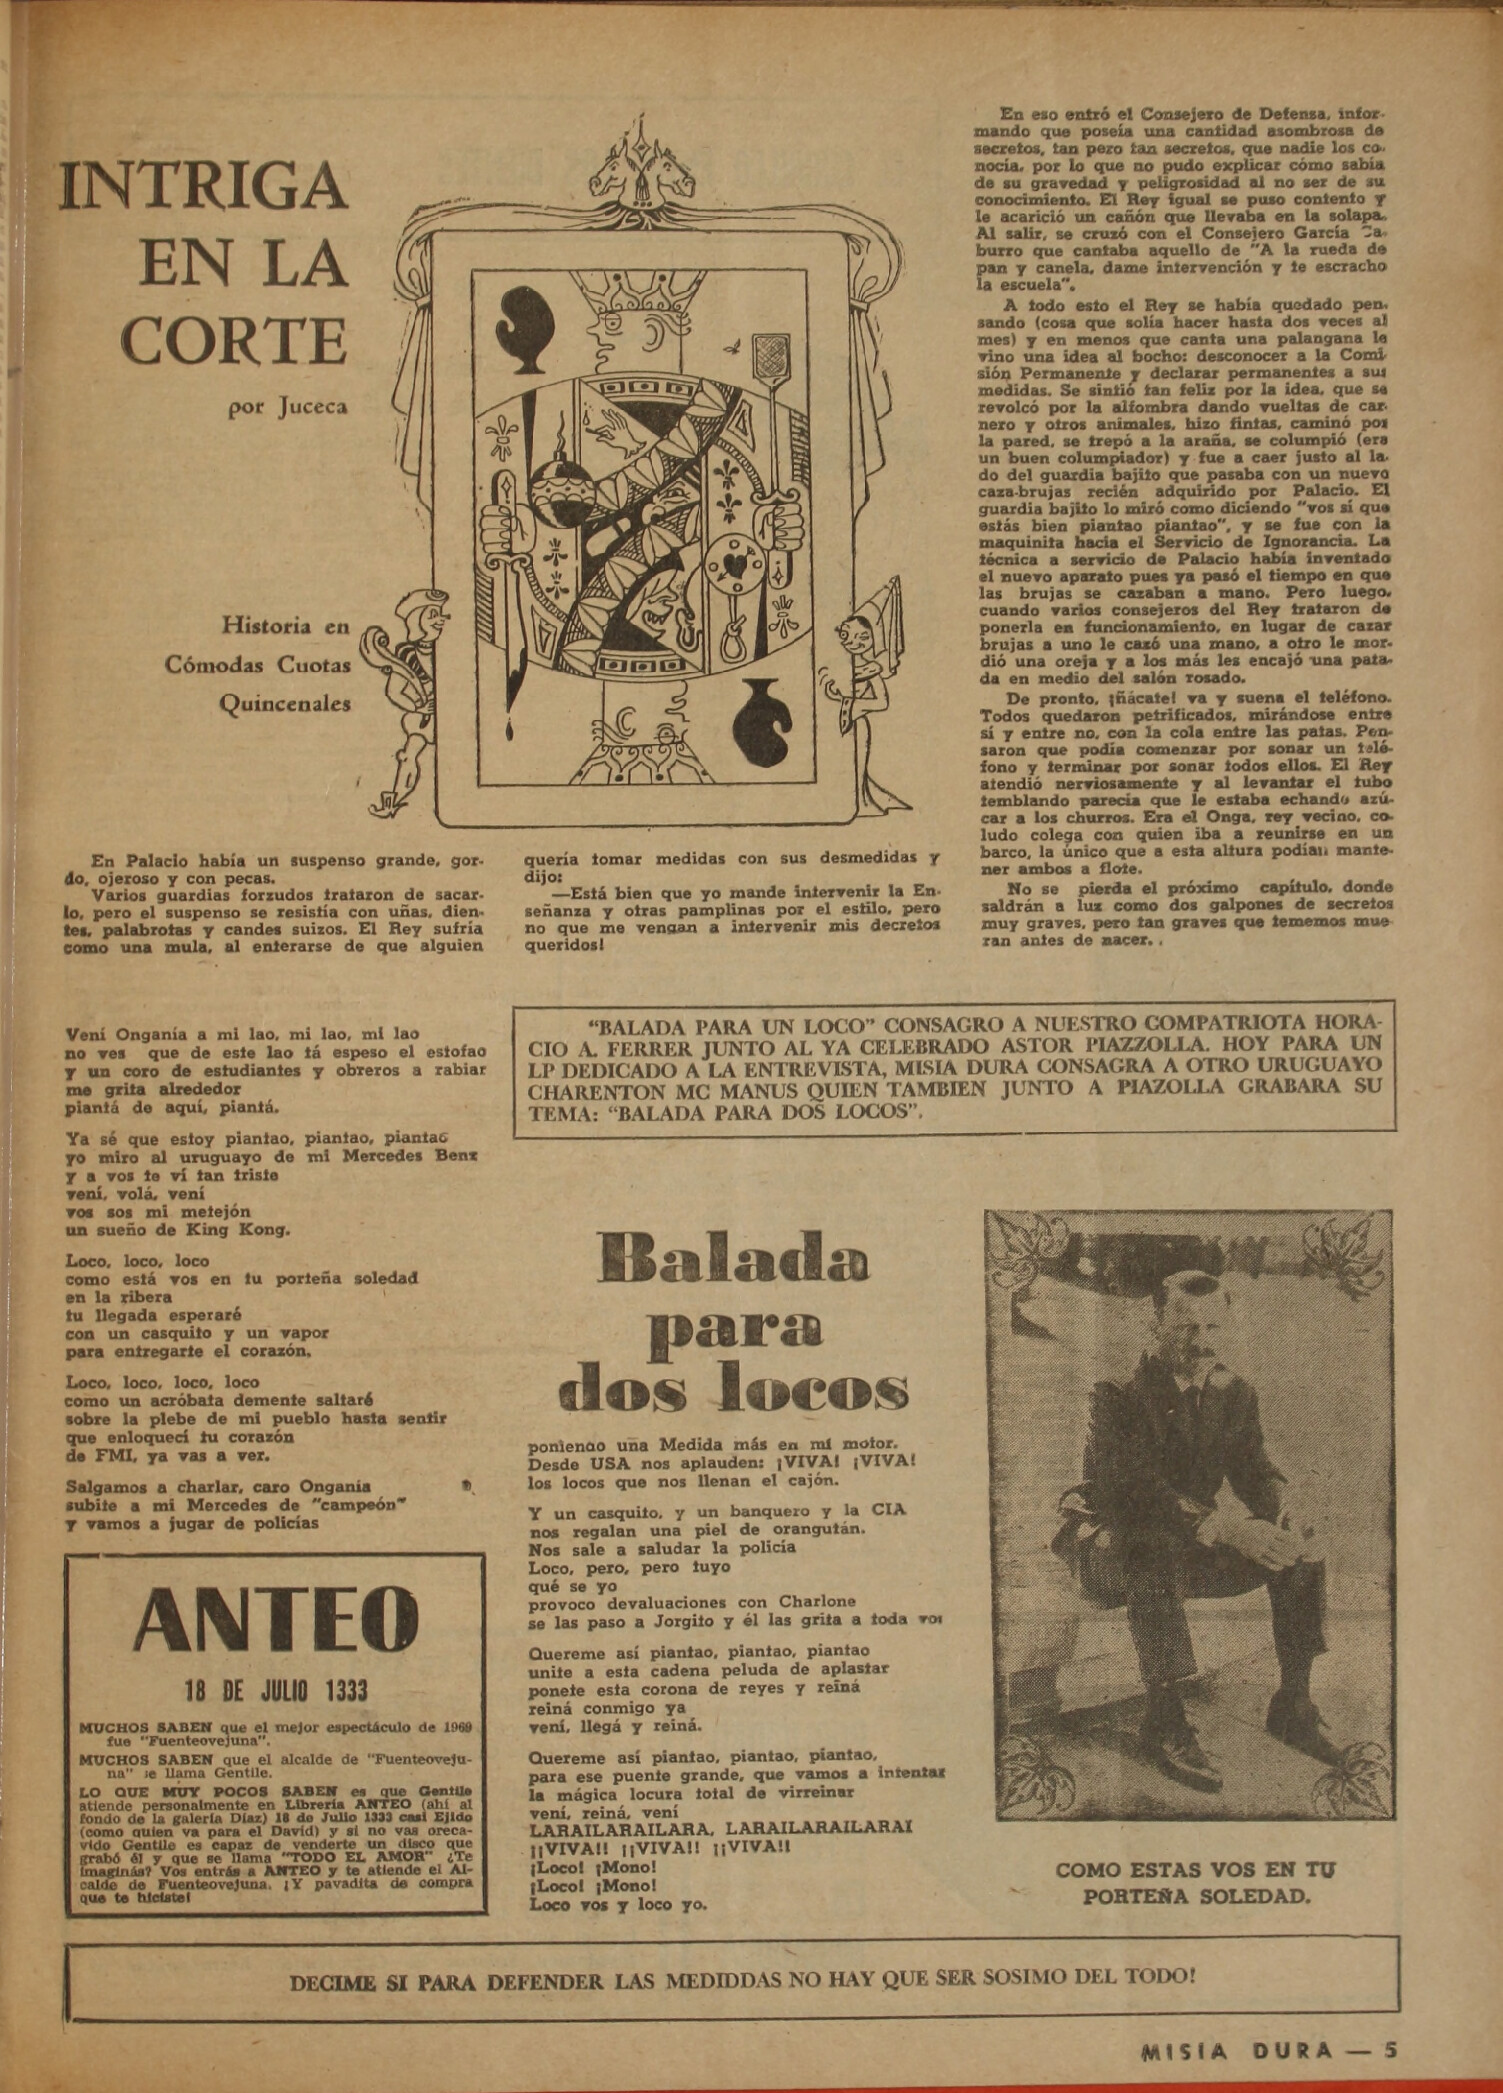 INTRIGA
EN LA
CORTE
por Juceca
Historia en
Cómodas Cuotas
Quincenales
En Palacio había un suspenso grande, gor-
do, ojeroso y con pecas.
Varios guardias forzudos trataron de sacar-
lo, pero el suspenso se resistía con uñas, dien-
tes, palabrotas y candes suizos. El Rey sufría
como una mula, al enterarse de que alguien
quería tomar medidas con sus desmedidas y
dijo:
—Está bien que yo mande intervenir la En-
señanza y otras pamplinas por el estilo, pero
no que me vengan a intervenir mis decretos
queridos!
En eso entró el Consejero de Defensa, infor-
mando que poseía una cantidad asombrosa de
secretos, tan pero tan secretos, que nadie los co-
nocía, por lo que no pudo explicar cómo sabía
de su gravedad y peligrosidad al no ser de su
conocimiento. El Rey igual se puso contento y
le acarició un cañón que llevaba en la solapa.
Al salir, se cruzó con el Consejero García Ca-
burro que cantaba aquello de "A la rueda de
pan y canela, dame intervención y te escracho
la escuela".
A todo esto el Rey se había quedado pen-
sando (cosa que solía hacer hasta dos veces al
mes) y en menos que canta una palangana le
vino una idea al bocho: desconocer a la Comi-
sión Permanente y declarar permanentes a sus
medidas. Se sintió tan feliz por la idea, que se
revolcó por la alfombra dando vueltas de car-
nero y otros animales, hizo fintas, caminó por
la pared, se trepó a la araña, se columpió (era
un buen columpiador) y fue a caer justo al la-
do del guardia bajito que pasaba con un nuevo
caza-brujas recién adquirido por Palacio. El
guardia bajito lo miró como diciendo "vos sí que
estás bien piantao piantao", y se fue con la
maquinita hacia el Servicio de Ignorancia. La
técnica a servicio de Palacio había inventado
el nuevo aparato pues ya pasó el tiempo en que
las brujas se cazaban a mano. Pero luego,
cuando varios consejeros del Rey trataron de
ponerla en funcionamiento, en lugar de cazar
brujas a uno le cazó una mano, a otro le mor-
dió una oreja y a los más les encajó una pata-
da en medio del salón rosado.
De pronto, ¡ñácate! va y suena el teléfono.
Todos quedaron petrificados, mirándose entre
sí y entre no, con la cola entre las patas. Pen-
saron que podía comenzar por sonar un telé-
fono y terminar por sonar todos ellos. El Rey
atendió nerviosamente y al levantar el tubo
temblando parecía que le estaba echando azú-
car a los churros. Era el Onga, rey vecino, co-
ludo colega con quien iba a reunirse en un
barco, la único que a esta altura podían mante-
ner ambos a flote.
No se pierda el próximo capítulo, donde
saldrán a luz como dos galpones de secretos
muy graves, pero tan graves que tememos mue-
ran antes de nacer. .
"BALADA PARA UN LOCO" CONSAGRO A NUESTRO COMPATRIOTA HORA-
CIO A. FERRER JUNTO AL YA CELEBRADO ASTOR PIAZZOLLA. HOY PARA UN
LP DEDICADO A LA ENTREVISTA, MISIA DURA CONSAGRA A OTRO URUGUAYO
CHARENTON MC MANUS QUIEN TAMBIEN JUNTO A PIAZOLLA GRABARA SU
TEMA: "BALADA PARA DOS LOCOS".
Balada
para
dos locos
Vení Onganía a mi lao, mi lao, mi lao
no ves que de este lao tá espeso el estofao
y un coro de estudiantes y obreros a rabiar
me grita alrededor
piantá de aquí, piantá.
Ya sé que estoy piantao, piantao, piantao
yo miro al uruguayo de mi Mercedes Benz
y a vos te ví tan triste
vení, volá, vení
vos sos mi metejón
un sueño de King Kong.
Loco, loco, loco
como está vos en tu porteña soledad
en la ribera
tu llegada esperaré
con un casquito y un vapor
para entregarte el corazón.
Loco, loco, loco, loco
como un acróbata demente saltaré
sobre la plebe de mi pueblo hasta sentir
que enloquecí tu corazón
de FMI, ya vas a ver.
Salgamos a charlar, caro Onganía
subite a mi Mercedes de "campeón"
y vamos a jugar de policías
poniendo una Medida más en mi motor.
Desde USA nos aplauden: ¡VIVA! ¡VIVA!
los locos que nos llenan el cajón.
Y un casquito, y un banquero y la CIA
nos regalan una piel de orangután.
Nos sale a saludar la policía
Loco, pero, pero tuyo
qué se yo
provoco devaluaciones con Charlone
se las paso a Jorgito y él las grita a toda voz
Quereme así piantao, piantao, piantao
unite a esta cadena peluda de aplastar
ponete esta corona de reyes y reiná
reiná conmigo ya
vení, llegá y reiná.
Quereme así piantao, piantao, piantao,
para ese puente grande, que vamos a intentar
la mágica locura total de virreinar
vení, reiná, vení
LARAILARAILARA, LARAILARAILARAI
¡¡VIVA!! ¡¡VIVA!! ¡¡VIVA!!
¡Loco! ¡Mono!
¡Loco! ¡Mono!
Loco vos y loco yo.
COMO ESTAS VOS EN TU
PORTEÑA SOLEDAD.
ANTEO
18 DE JULIO 1333
MUCHOS SABEN que el mejor espectáculo de 1969
fue "Fuenteovejuna".
MUCHOS SABEN que el alcalde de "Fuenteoveju-
na" se llama Gentile.
LO QUE MUY POCOS SABEN es que Gentile
atiende personalmente en Librería ANTEO (ahí al
fondo de la galería Díaz) 18 de Julio 1333 casi Ejido
(como quien va para el David) y si no vas preca-
vido Gentile es capaz de venderte un disco que
grabó él y que se llama "TODO EL AMOR" ¿Te
imaginás? Vos entrás a ANTEO y te atiende el Al-
calde de Fuenteovejuna. ¡Y pavadita de compra
que te hiciste!
DECIME SI PARA DEFENDER LAS MEDIDDAS NO HAY QUE SER SOSIMO DEL TODO!
MISIA DURA — 5